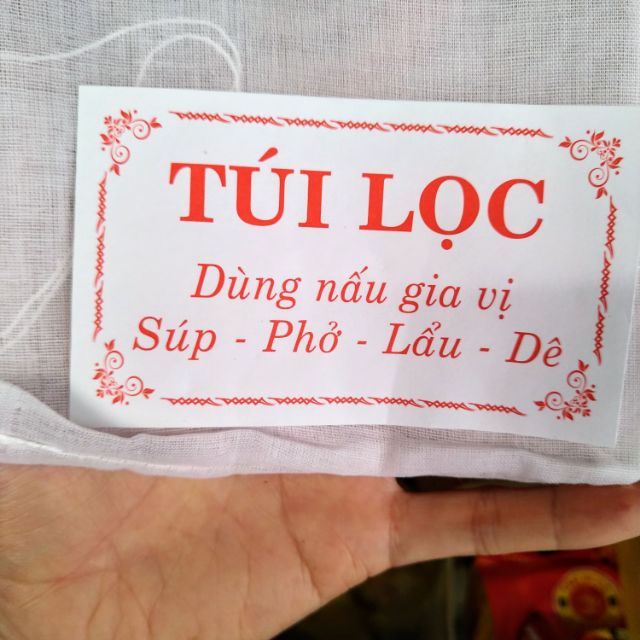 TÚI LỌC
Dùng nấu gia vị
Súp - Phở - Lẩu - Dê